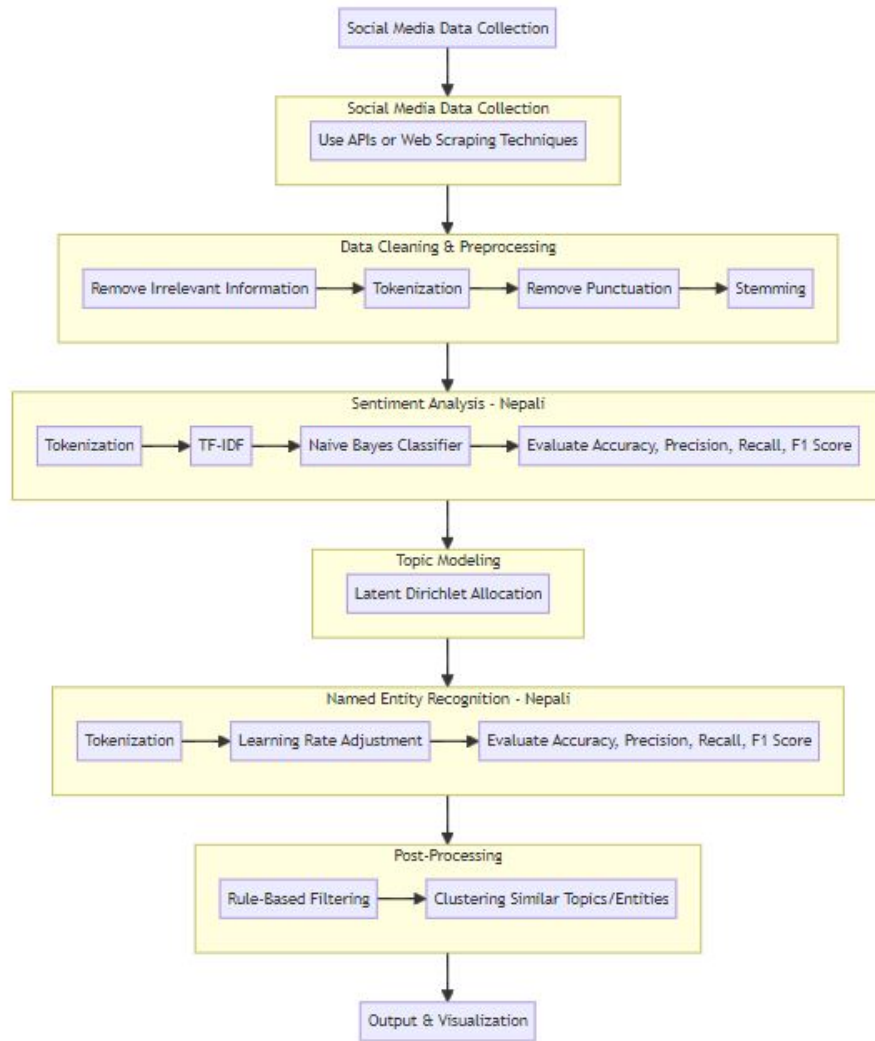 Social Media Data Collection
Social Media Data Collection
Use APIs or Web Scraping Techniques
Data Cleaning & Preprocessing
Remove Irrelevant Information
Tokenization
Remove Punctuation
Stemming
Sentiment Analysis - Nepali
Tokenization
TF-IDF
Naive Bayes Classifier
Evaluate Accuracy, Precision, Recall, F1 Score
Topic Modeling
Latent Dirichlet Allocation
Named Entity Recognition - Nepali
Tokenization
Learning Rate Adjustment
Evaluate Accuracy, Precision, Recall, F1 Score
Post-Processing
Rule-Based Filtering
Clustering Similar Topics/Entities
Output & Visualization